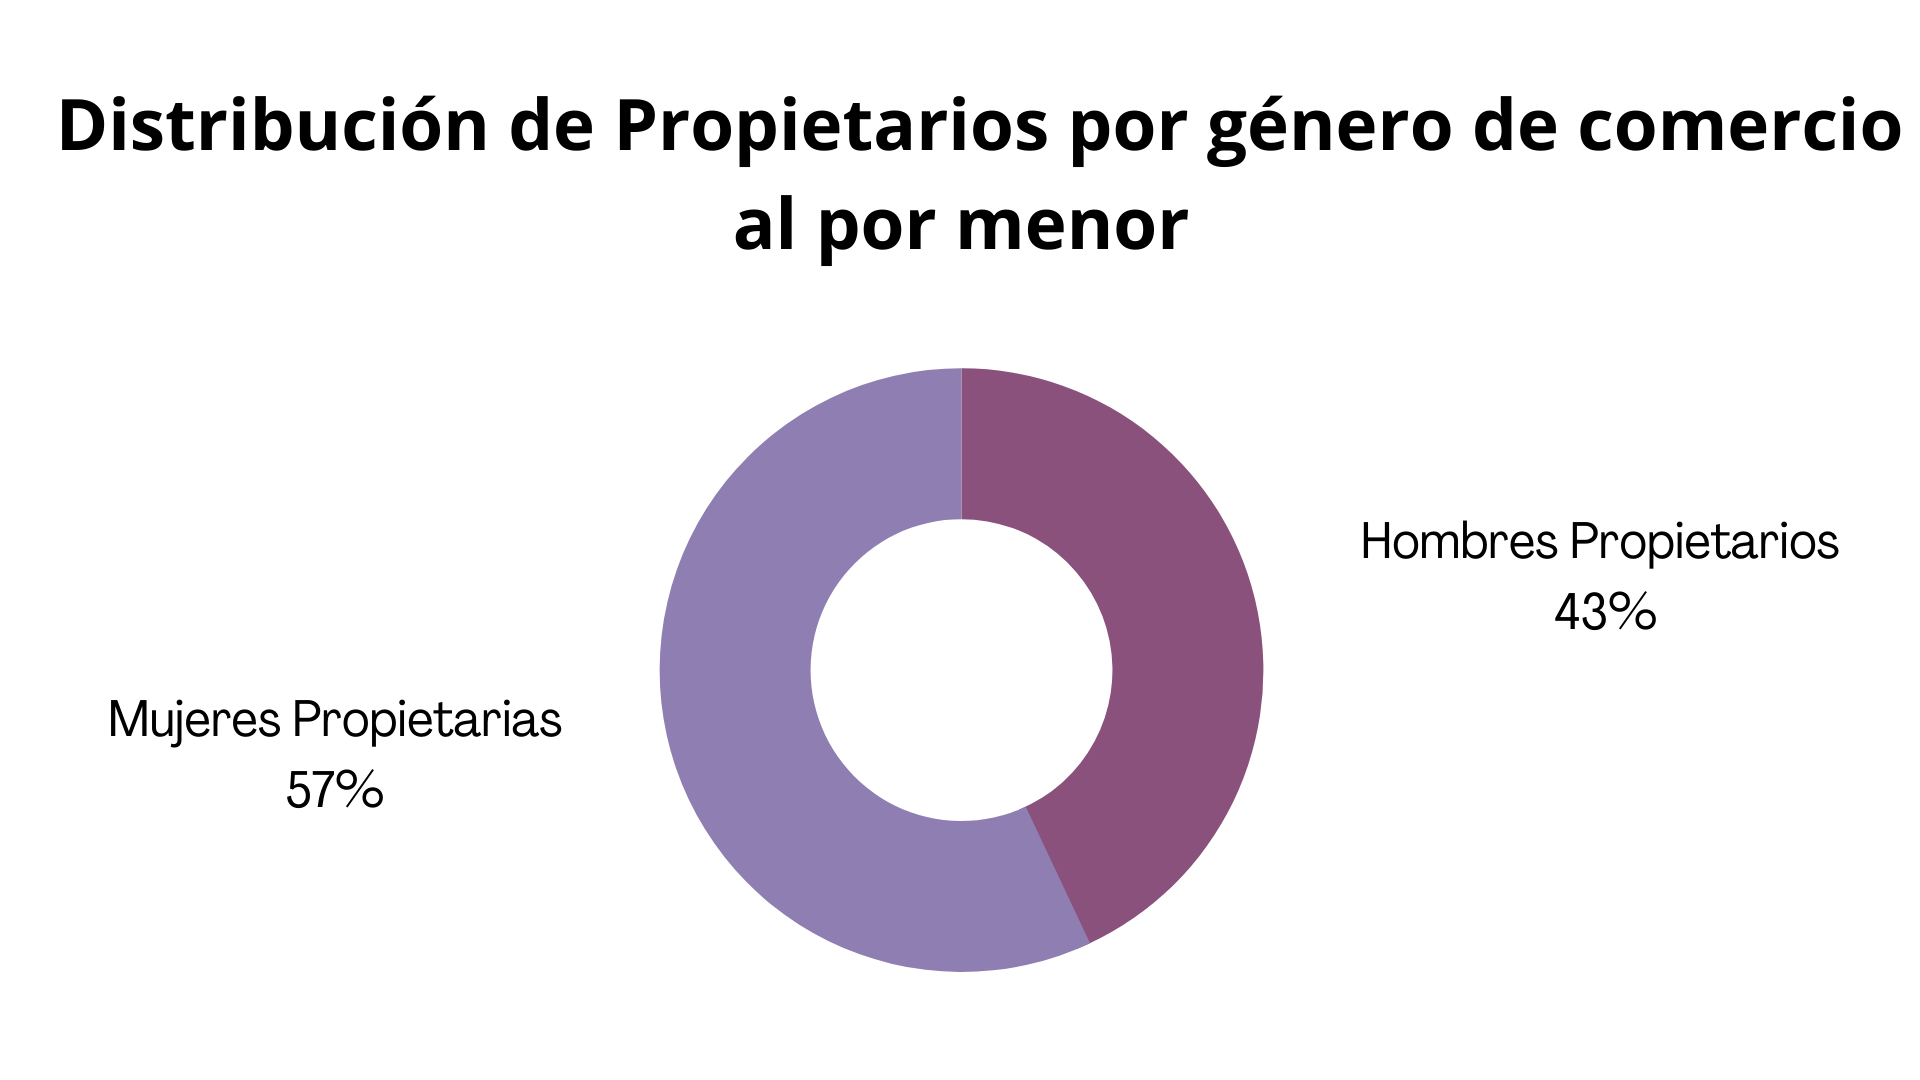 Distribución de Propietarios por género de comercio
al por menor
Hombres Propietarios
43%
Mujeres Propietarias
57%